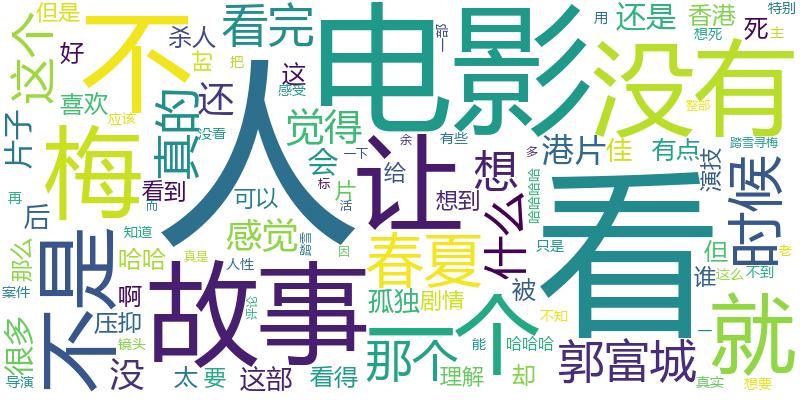 但是
特别
这个
不
看完
电影
还是
香港
用
想死
杀人
好
一部
死
主
喜欢
封
把
这
还
没有
应该
感受
整部
片子
梅
真的
没看
觉得
人
让
余
有些
会
一下
给
想
多
港片
佳
有点
踏雪寻梅
演技
时候
哈哈哈哈
看到
可以
片
标
活
想到
什么
再
后
而
不是
知道
感觉
踏雪
因
春夏
只是
但
谁
老
那么
哈哈
真是
人性
故事
一个
看
这么
不到
案件
啊
评论
孤独
剧情
被
不知
就
很多
压抑
镜头
那个
能
哈哈哈
一
导演
没
太
要
这部
看得
理解
却
郭富城
真实
想要